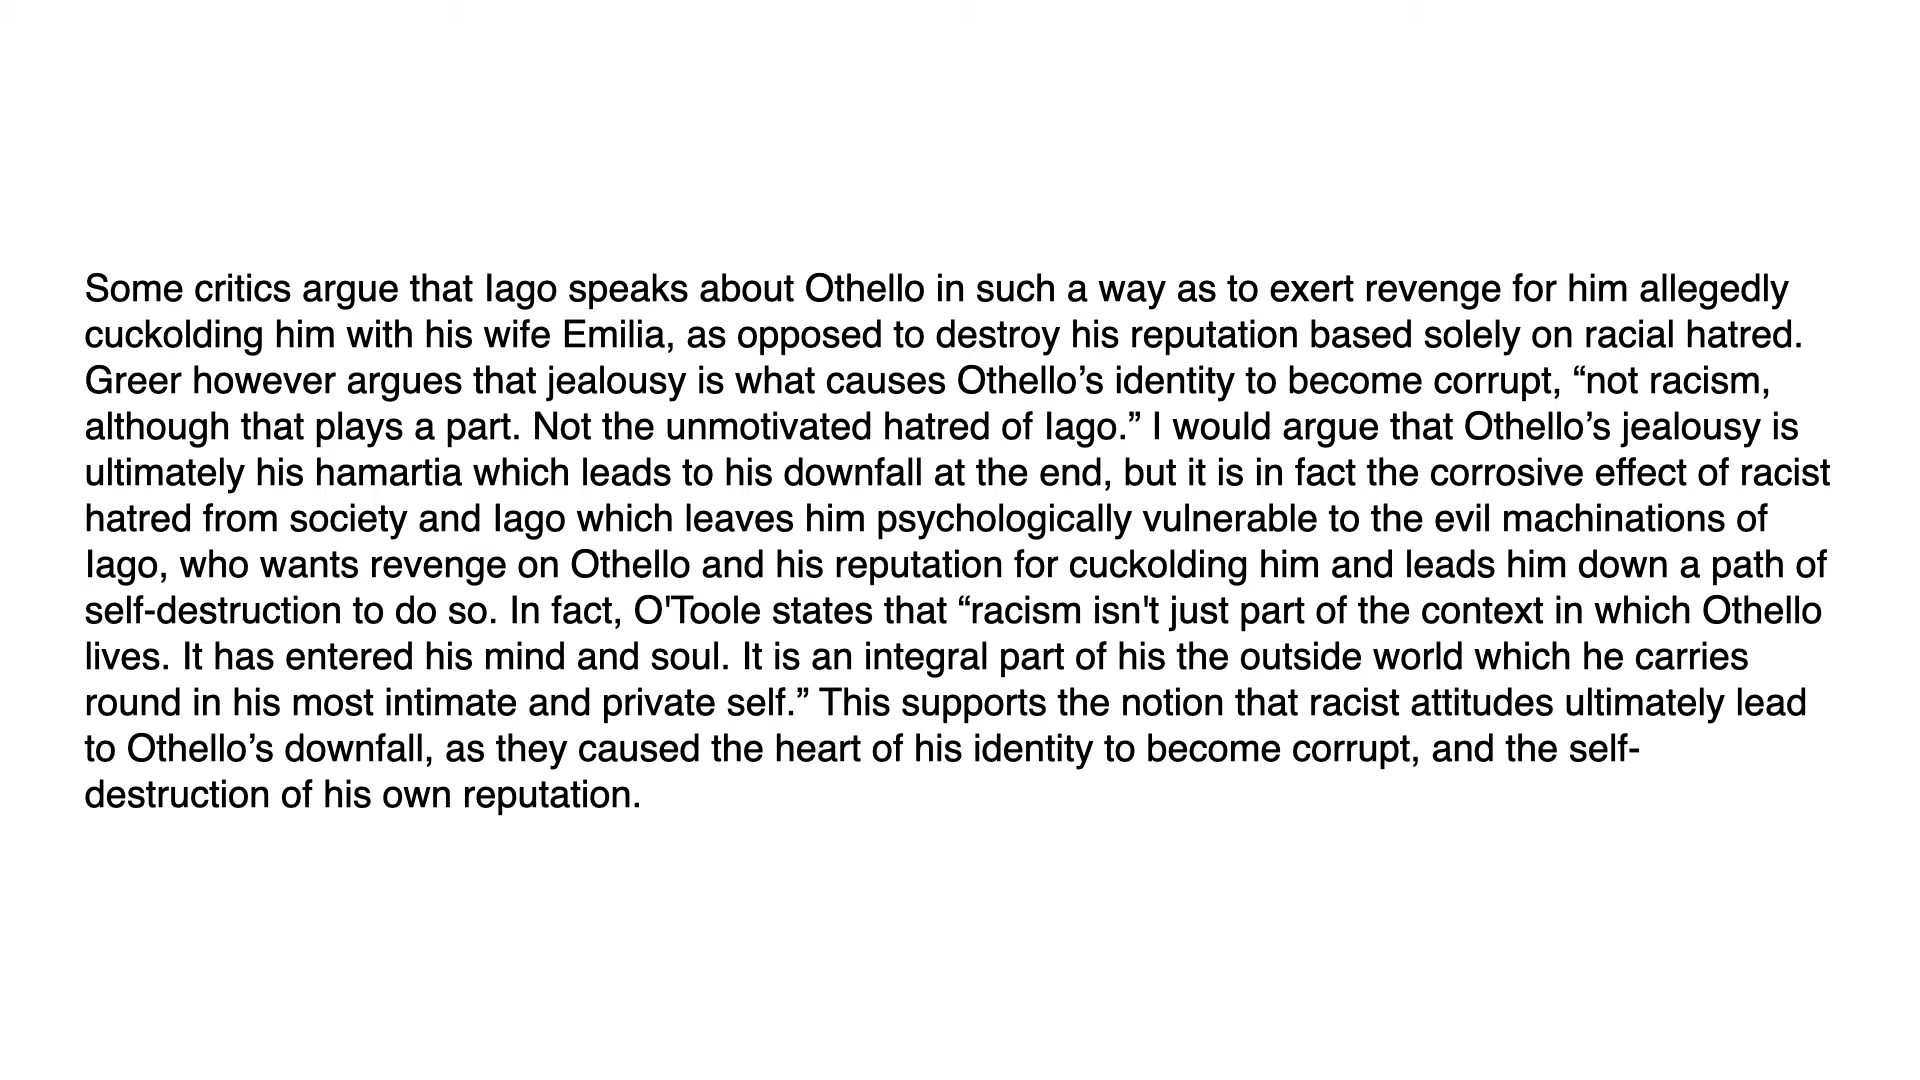 Some critics argue that Iago speaks about Othello in such a way as to exert revenge for him allegedly
cuckolding him with his wife Emilia, as opposed to destroy his reputation based solely on racial hatred.
Greer however argues that jealousy is what causes Othello’s identity to become corrupt, “not racism,
although that plays a part. Not the unmotivated hatred of Iago.” I would argue that Othello’s jealousy is
ultimately his hamartia which leads to his downfall at the end, but it is in fact the corrosive effect of racist
hatred from society and Iago which leaves him psychologically vulnerable to the evil machinations of
Iago, who wants revenge on Othello and his reputation for cuckolding him and leads him down a path of
self-destruction to do so. In fact, O'Toole states that “racism isn't just part of the context in which Othello
lives. It has entered his mind and soul. It is an integral part of his the outside world which he carries
round in his most intimate and private self.” This supports the notion that racist attitudes ultimately lead
to Othello’s downfall, as they caused the heart of his identity to become corrupt, and the self-
destruction of his own reputation.